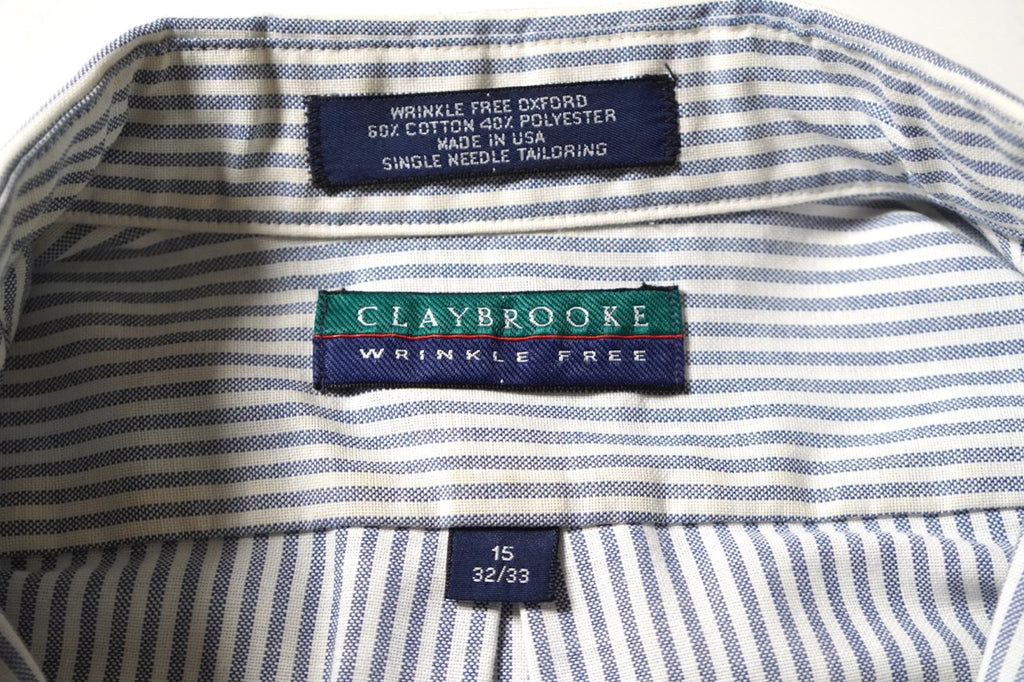 WRINKLE FREE OXFORD
60% COTTON 40% POLYESTER
MADE IN USA
SINGLE NEEDLE TAILORING
CLAYBROOKE
WRINKLE FREE
15
32/33